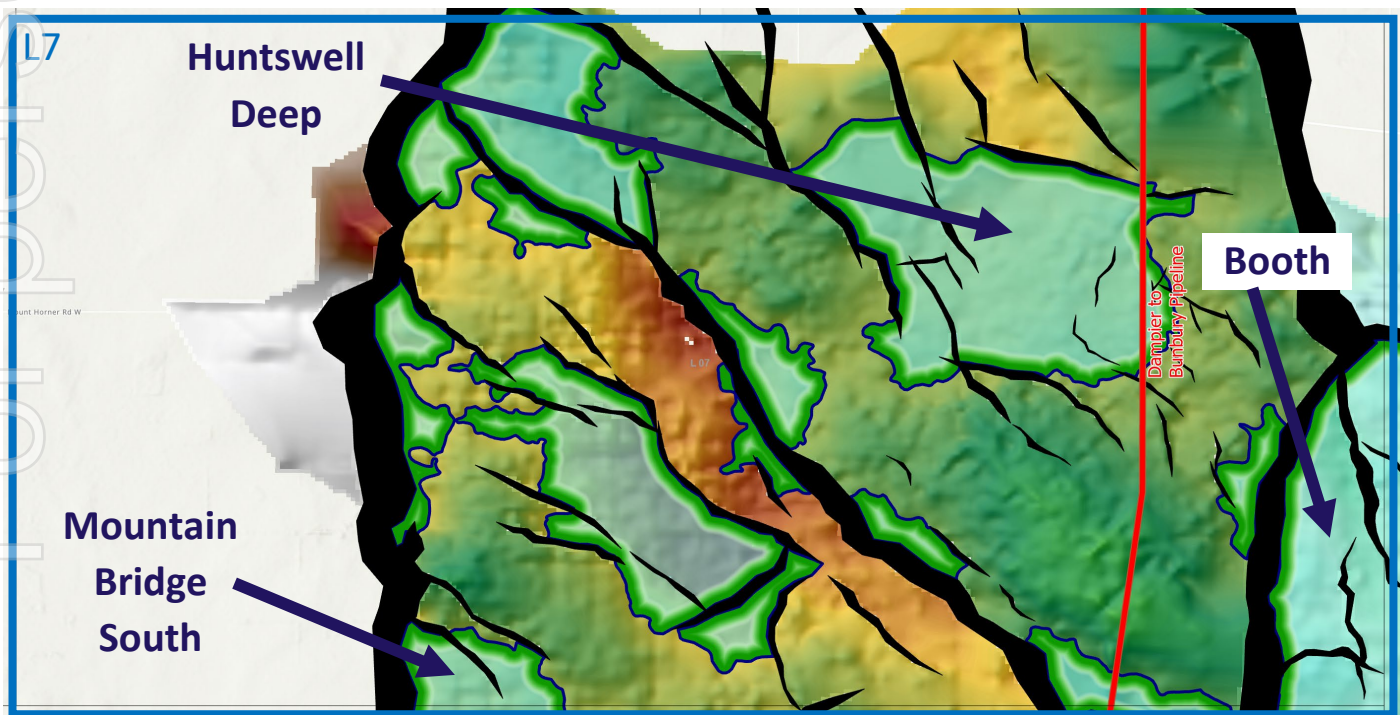 L7
Huntswell
Deep
Booth
Dampier to
Bunbury Pipeline
L 07
Mountain
Bridge
South